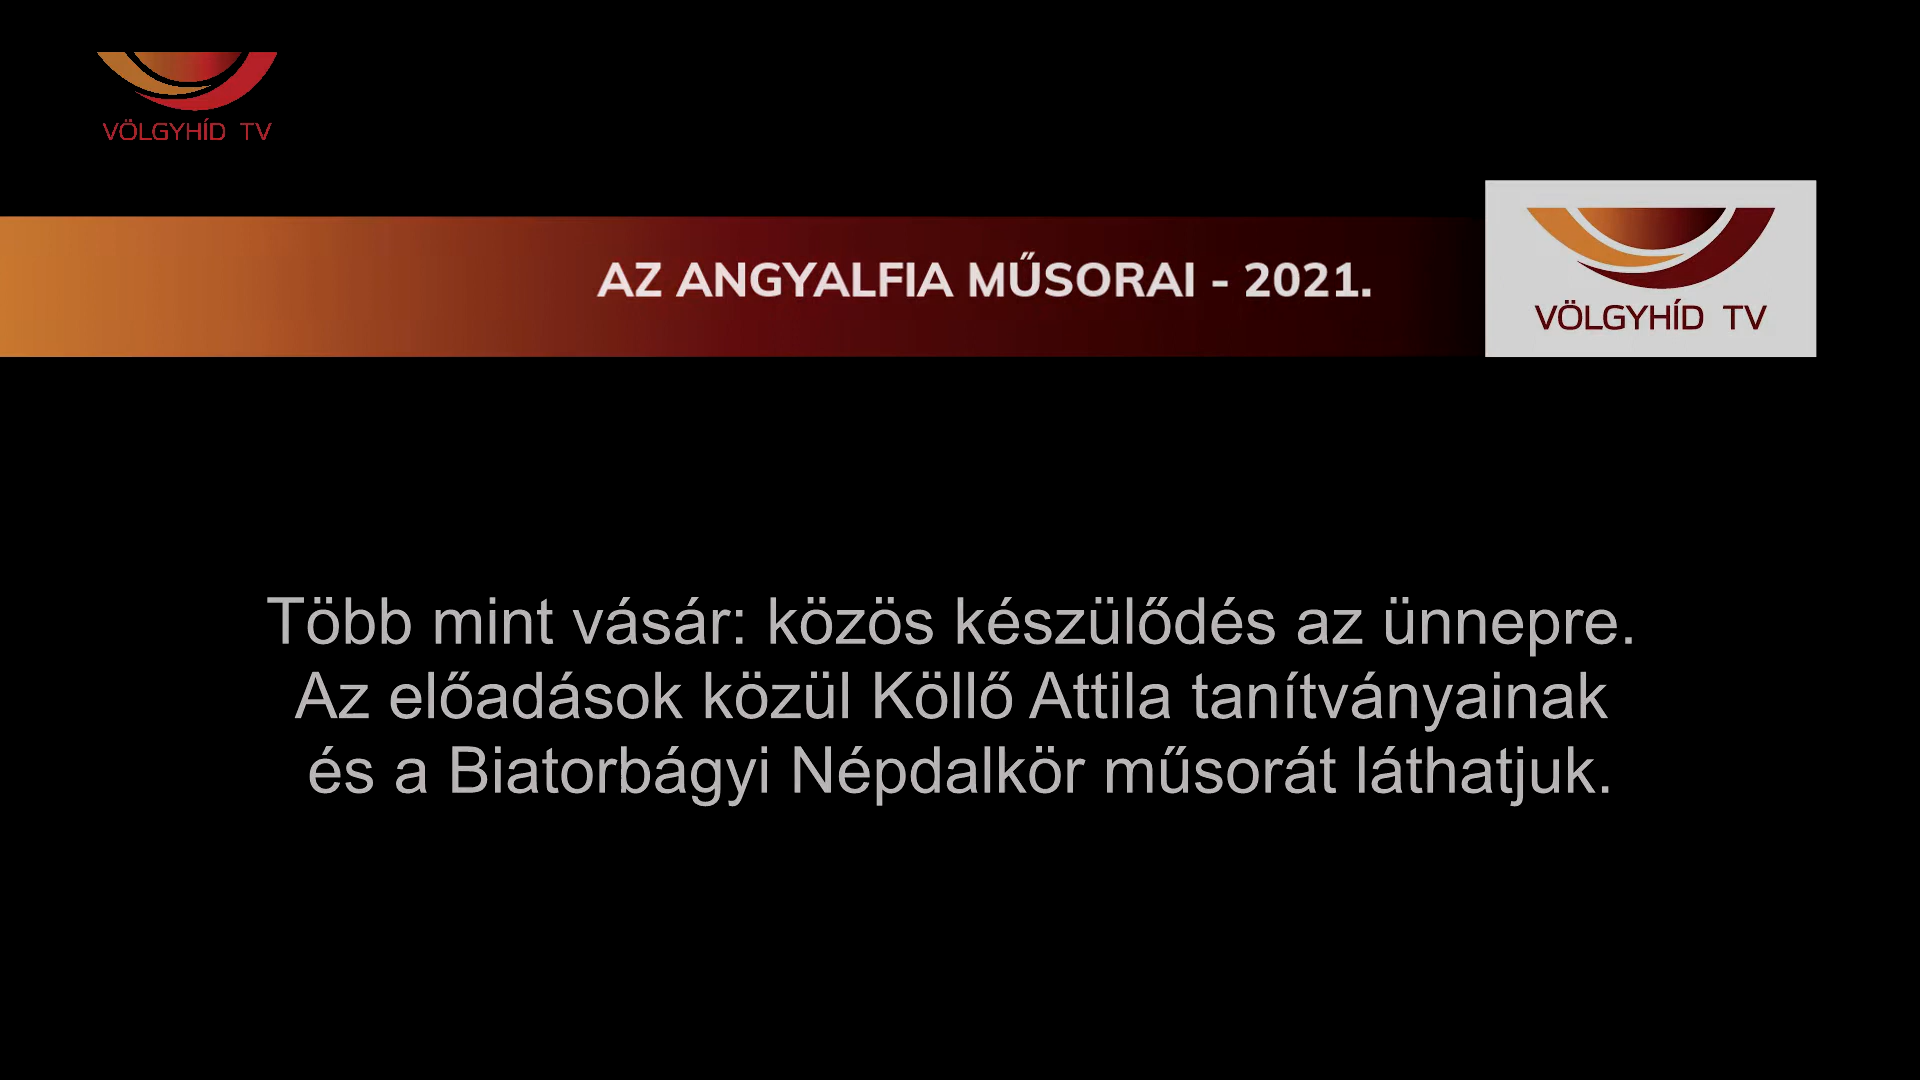 VÖLGYHÍD TV
AZ ANGYALFIA MŰSORAI - 2021.
VÖLGYHÍD TV
Több mint vásár: közös készülődés az ünnepre.
Az előadások közül Köllő Attila tanítványainak
és a Biatorbágyi Népdalkör műsorát láthatjuk.